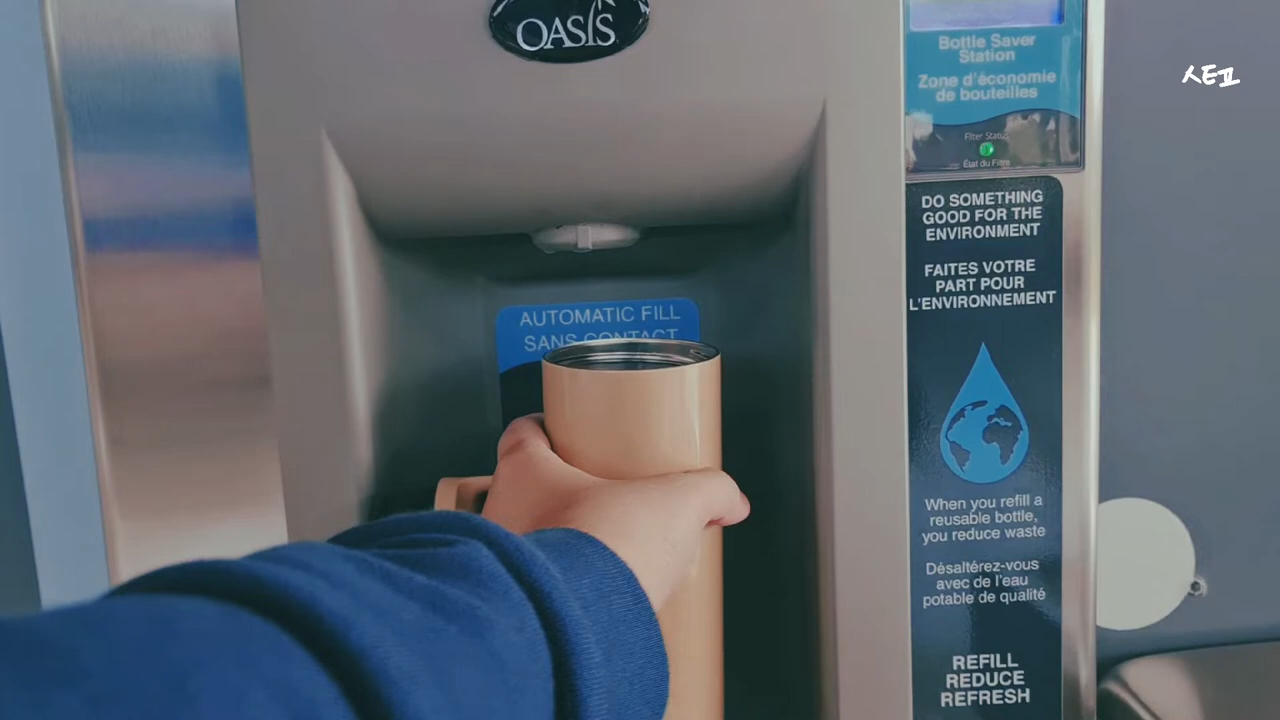 OASIS
Bottle Saver
Station
Zone d'économie
de bouteilles
스튜피
Filter Status
État du Filtre
DO SOMETHING
GOOD FOR THE
ENVIRONMENT
FAITES VOTRE
PART POUR
L'ENVIRONNEMENT
AUTOMATIC FILL
SANS CONTACT
When you refill a
reusable bottle,
you reduce waste
Désaltérez-vous
avec de l'eau
potable de qualité
REFILL
REDUCE
REFRESH